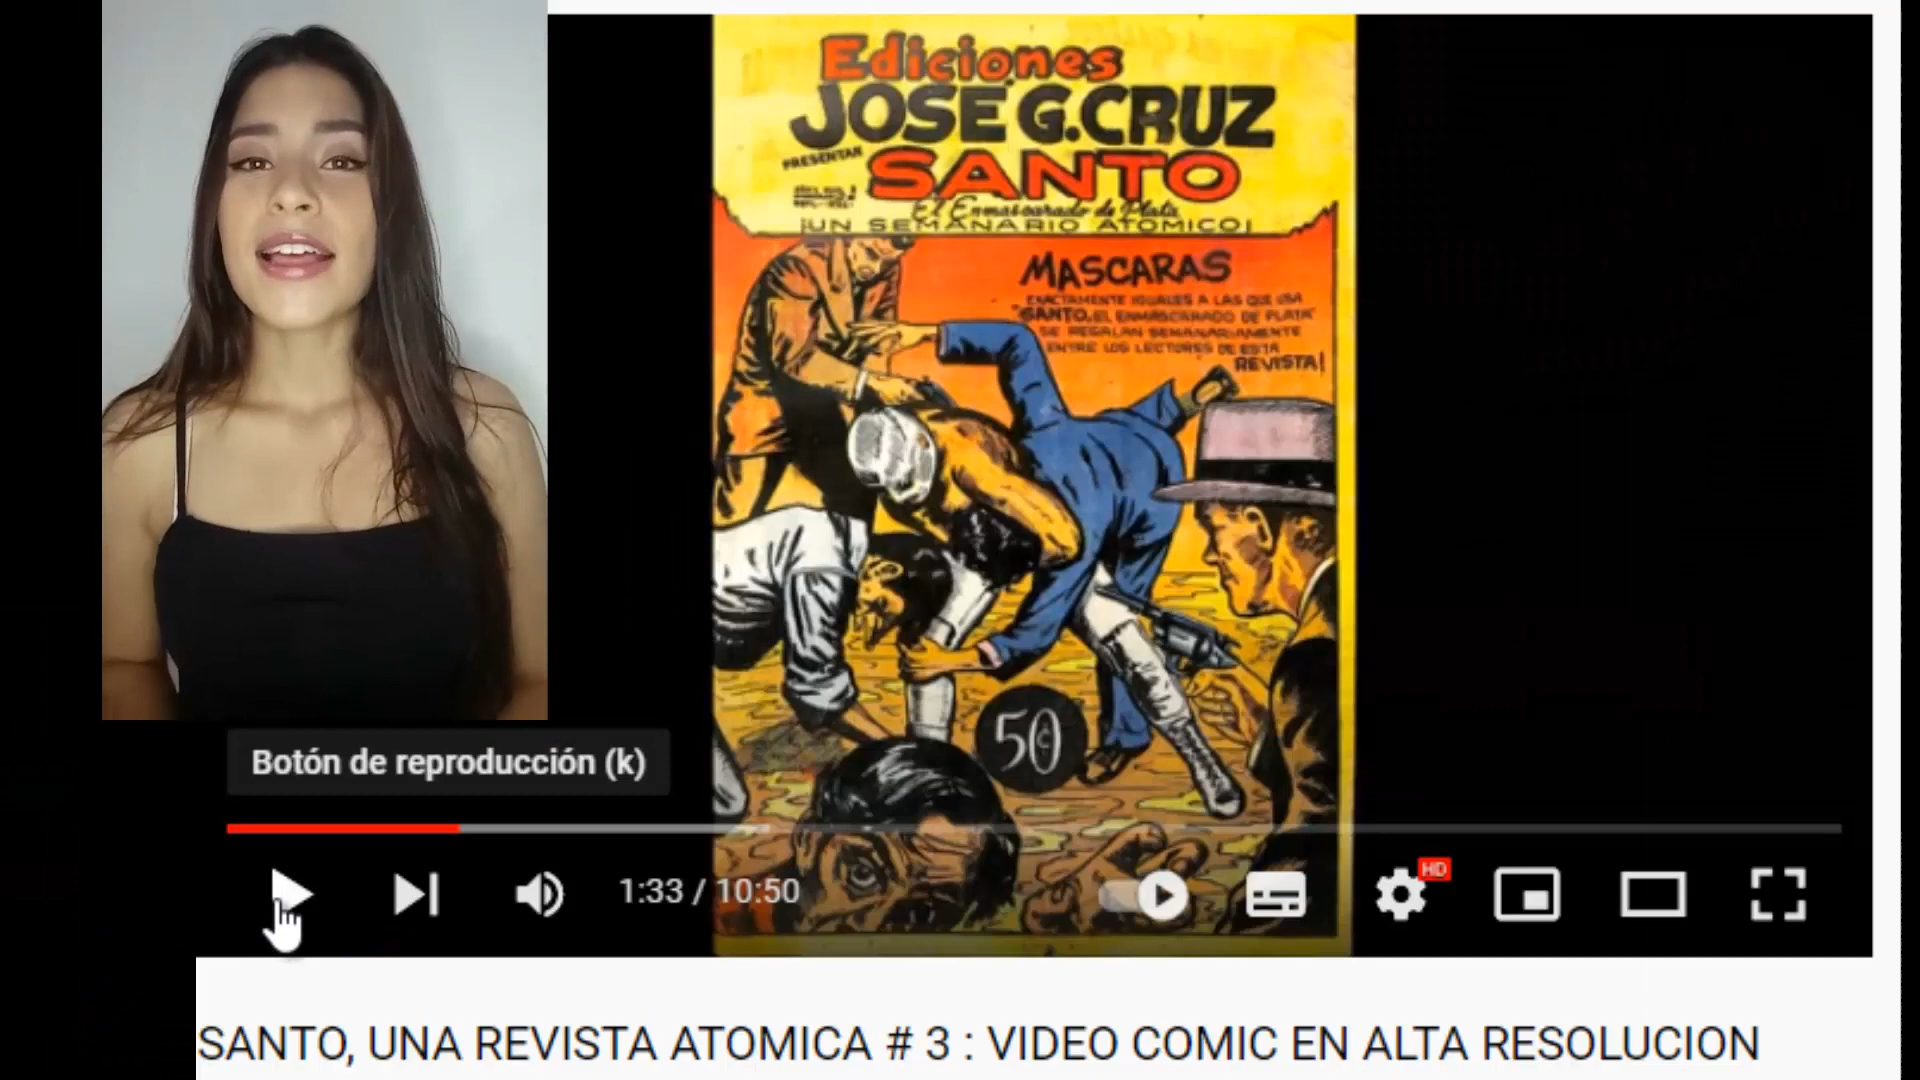 Ediciones
JOSE G. CRUZ
PRESENTAN
SANTO
El Enmascarado de Plata
¡UN SEMANARIO ATOMICO!
MASCARAS
EXACTAMENTE IGUALES A LAS QUE USA
"SANTO, EL ENMASCARADO DE PLATA"
SE REGALAN SEMANARIAMENTE
ENTRE LOS LECTORES DE ESTA
REVISTA!
50¢
Botón de reproducción (k)
1:33 / 10:50
HD
SANTO, UNA REVISTA ATOMICA # 3 : VIDEO COMIC EN ALTA RESOLUCION